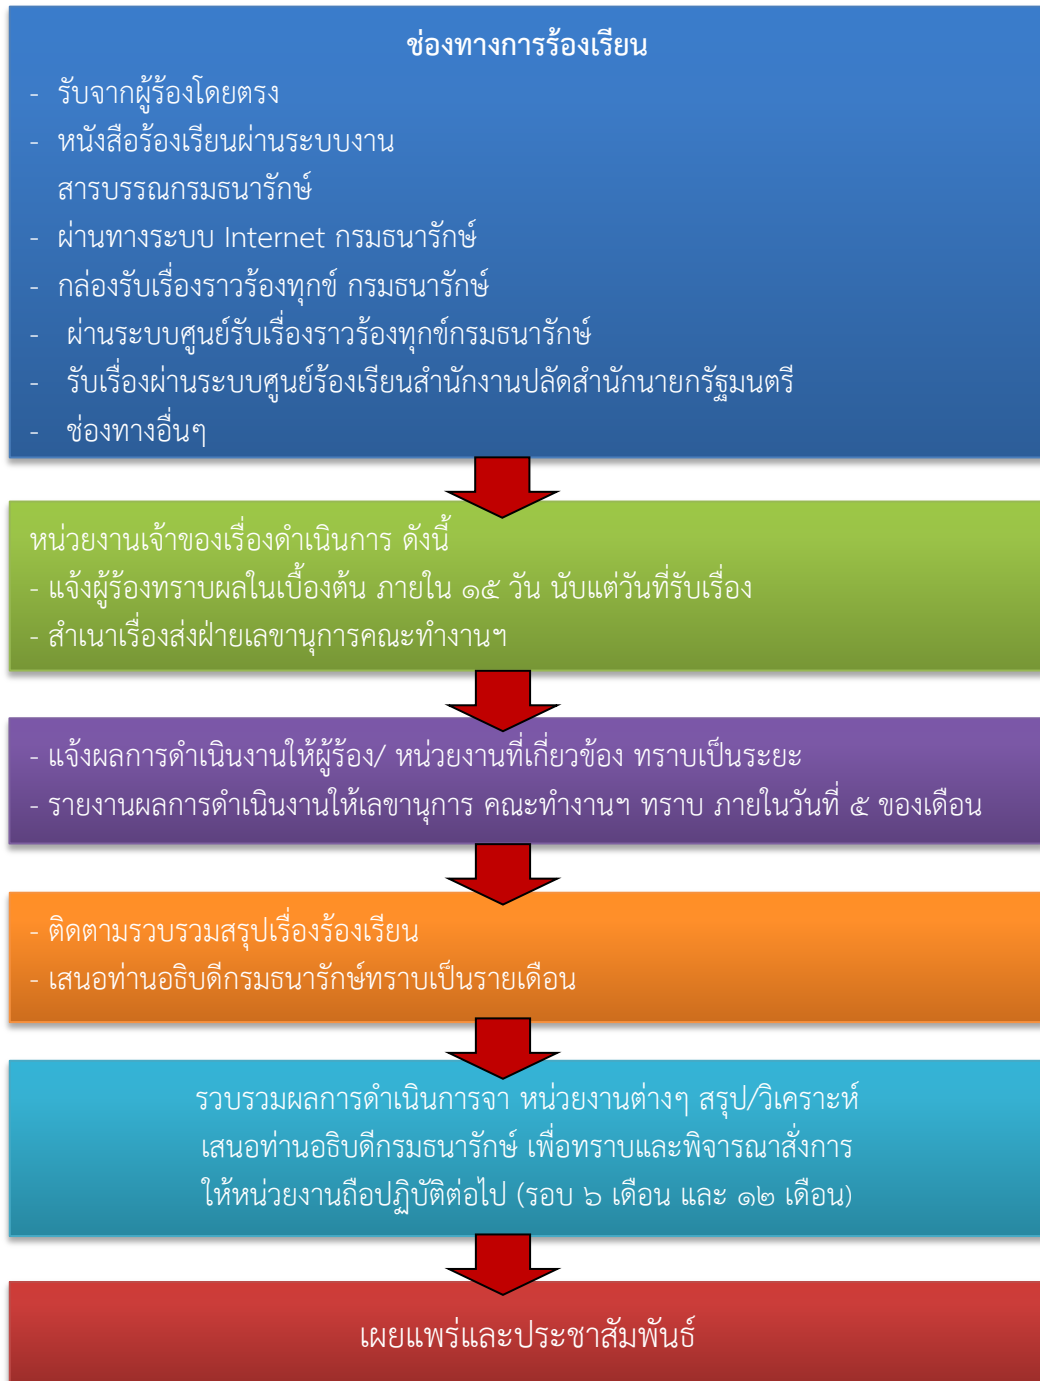 ช่องทางการร้องเรียน
- รับจากผู้ร้องโดยตรง
- หนังสือร้องเรียนผ่านระบบงาน
สารบรรณกรมธนารักษ์
- ผ่านทางระบบ Internet กรมธนารักษ์
- กล่องรับเรื่องราวร้องทุกข์ กรมธนารักษ์
- ผ่านระบบศูนย์รับเรื่องราวร้องทุกข์กรมธนารักษ์
- รับเรื่องผ่านระบบศูนย์ร้องเรียนสำนักงานปลัดสำนักนายกรัฐมนตรี
- ช่องทางอื่นๆ
หน่วยงานเจ้าของเรื่องดำเนินการ ดังนี้
- แจ้งผู้ร้องทราบผลในเบื้องต้น ภายใน ๑๕ วัน นับแต่วันที่รับเรื่อง
- สำเนาเรื่องส่งฝ่ายเลขานุการคณะทำงานฯ
- แจ้งผลการดำเนินงานให้ผู้ร้อง/ หน่วยงานที่เกี่ยวข้อง ทราบเป็นระยะ
- รายงานผลการดำเนินงานให้เลขานุการ คณะทำงานฯ ทราบ ภายในวันที่ ๕ ของเดือน
- ติดตามรวบรวมสรุปเรื่องร้องเรียน
- เสนอท่านอธิบดีกรมธนารักษ์ทราบเป็นรายเดือน
รวบรวมผลการดำเนินการจา หน่วยงานต่างๆ สรุป/วิเคราะห์
เสนอท่านอธิบดีกรมธนารักษ์ เพื่อทราบและพิจารณาสั่งการ
ให้หน่วยงานถือปฏิบัติต่อไป (รอบ ๖ เดือน และ ๑๒ เดือน)
เผยแพร่และประชาสัมพันธ์